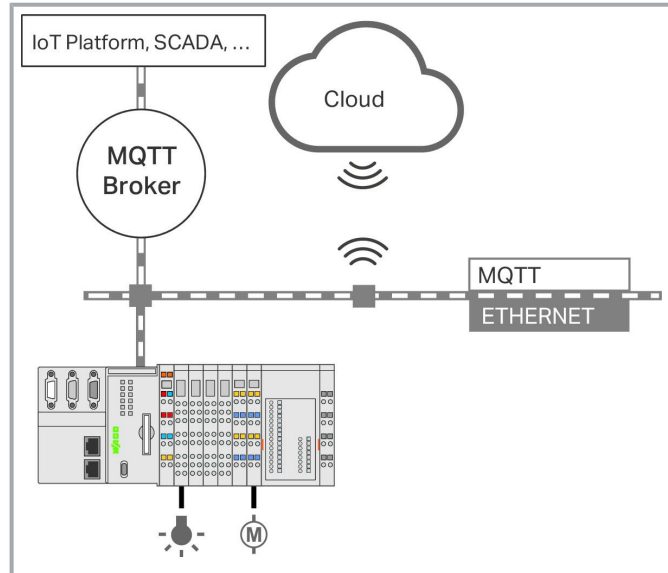 IoT Platform, SCADA, ...
Cloud
MQTT
Broker
MQTT
ETHERNET
M